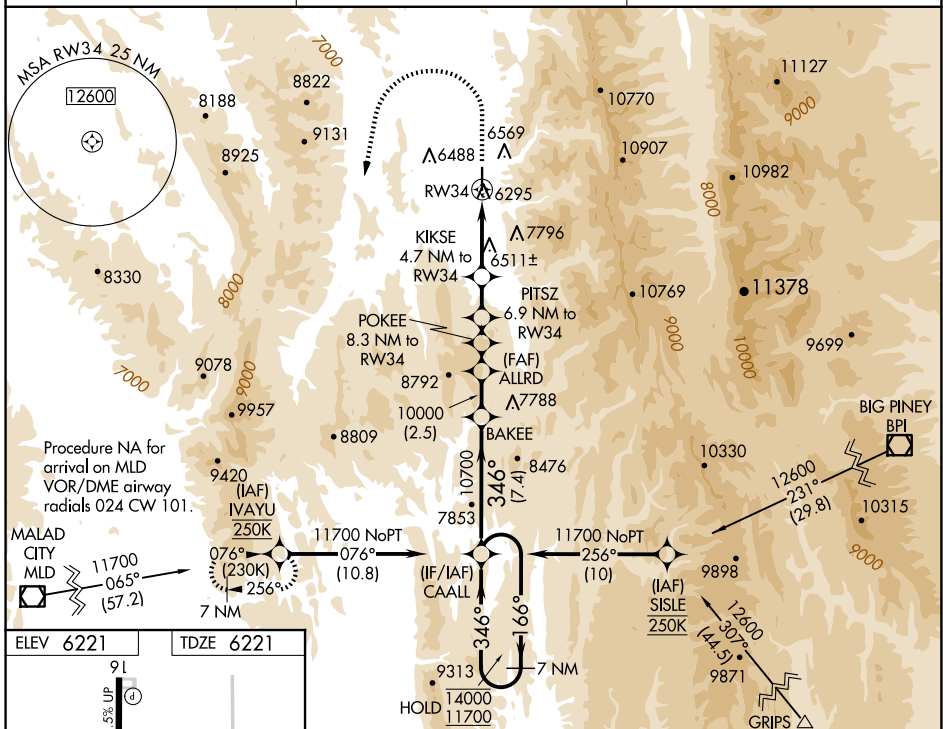 MSA RW34 25 NM
12600
7000
8822
8188
9131
8925
8330
8000
7000
9078
9000
9957
9420
8809
8792
6488
6569
RW34
6295
7796
6511±
KIKSE
4.7 NM to
RW34
PITSZ
6.9 NM to
RW34
POKEE
8.3 NM to
RW34
(FAF)
ALLRD
10000
(2.5)
7788
BAKEE
10700
346°
(7.4)
8476
7853
10770
11127
9000
10907
10982
8000
10769
11378
9000
10000
9699
BIG PINEY
BPI
10330
12600
231°
(29.8)
10315
9000
Procedure NA for
arrival on MLD
VOR/DME airway
radials 024 CW 101.
MALAD
CITY
MLD
11700
065°
(57.2)
(IAF)
IVAYU
250K
076°
(230K)
256°
7 NM
11700 NoPT
076°
(10.8)
(IF/IAF)
CAALL
11700 NoPT
256°
(10)
(IAF)
SISLE
250K
9898
12600
307°
(44.5)
9871
GRIPS
346°
166°
7 NM
9313
HOLD
14000
11700
ELEV 6221
TDZE 6221
16
P
.5% UP